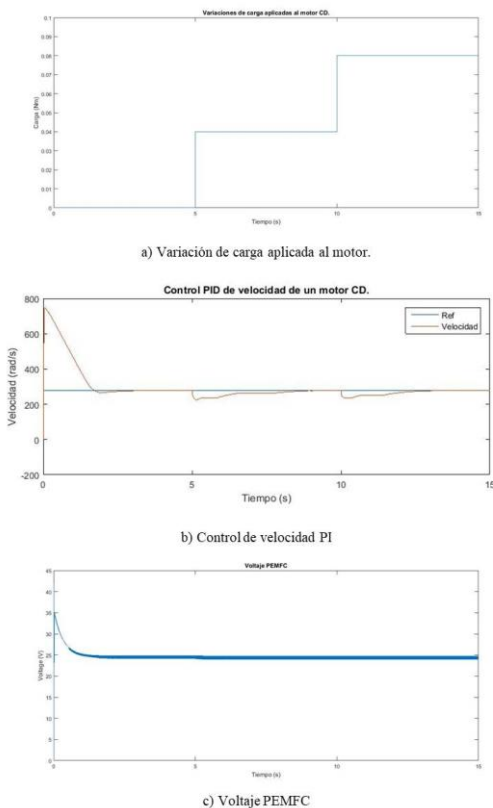 Variaciones de carga aplicadas al motor CD.
0.1
0.09
0.08
0.07
0.06
0.05
0.04
0.03
0.02
0.01
0
Carga (Nm)
0 5 10 15
Tiempo (s)
a) Variación de carga aplicada al motor.
Control PID de velocidad de un motor CD.
800
600
400
200
0
-200
Velocidad (rad/s)
Ref
Velocidad
0 5 10 15
Tiempo (s)
b) Control de velocidad PI
Voltaje PEMFC
45
40
35
30
25
20
15
10
5
0
Voltage (V)
0 5 10 15
Tiempo (s)
c) Voltaje PEMFC